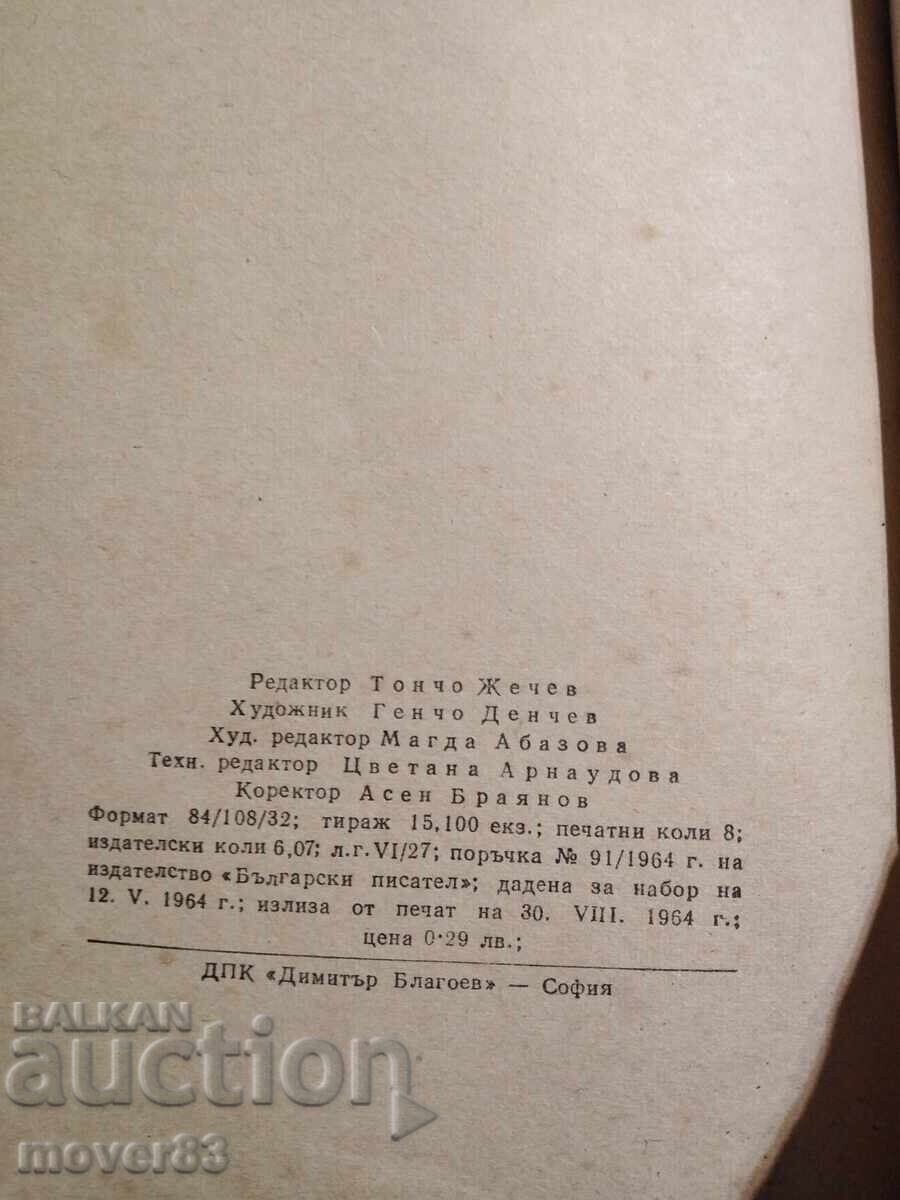 Редактор Тончо Жечев
Художник Генчо Денчев
Худ. редактор Магда Абазова
Техн. редактор Цветана Арнаудова
Коректор Асен Браянов
Формат 84/108/32; тираж 15,100 екз.; печатни коли 8;
издателски коли 6,07; л.г. VI/27; поръчка № 91/1964 г. на
издателство «Български писател»; дадена за набор на
12. V. 1964 г.; излиза от печат на 30. VIII. 1964 г.;
цена 0·29 лв.;
ДПК «Димитър Благоев» — София
BALKAN
auction
mover83